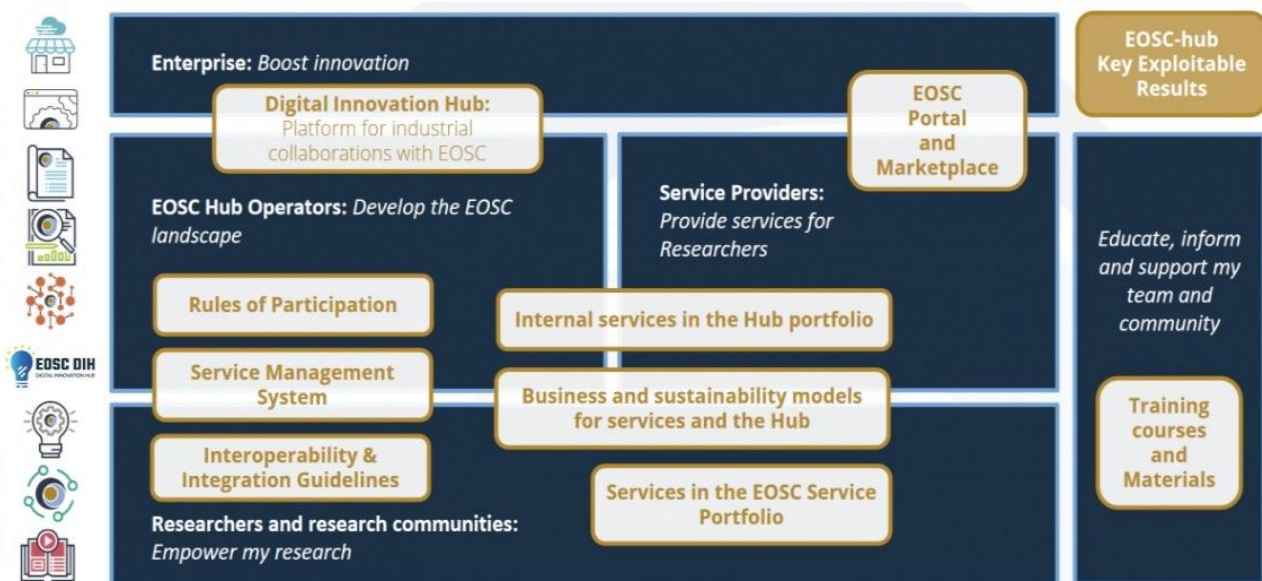 Enterprise: Boost innovation
EOSC-hub
Key Exploitable
Results
Digital Innovation Hub:
Platform for industrial
collaborations with EOSC
EOSC
Portal
and
Marketplace
EOSC Hub Operators: Develop the EOSC
landscape
Service Providers:
Provide services for
Researchers
Educate, inform
and support my
team and
community
Rules of Participation
Internal services in the Hub portfolio
EOSC DIH
DIGITAL INNOVATION HUB
Service Management
System
Business and sustainability models
for services and the Hub
Training
courses
and
Materials
Interoperability &
Integration Guidelines
Services in the EOSC Service
Portfolio
Researchers and research communities:
Empower my research